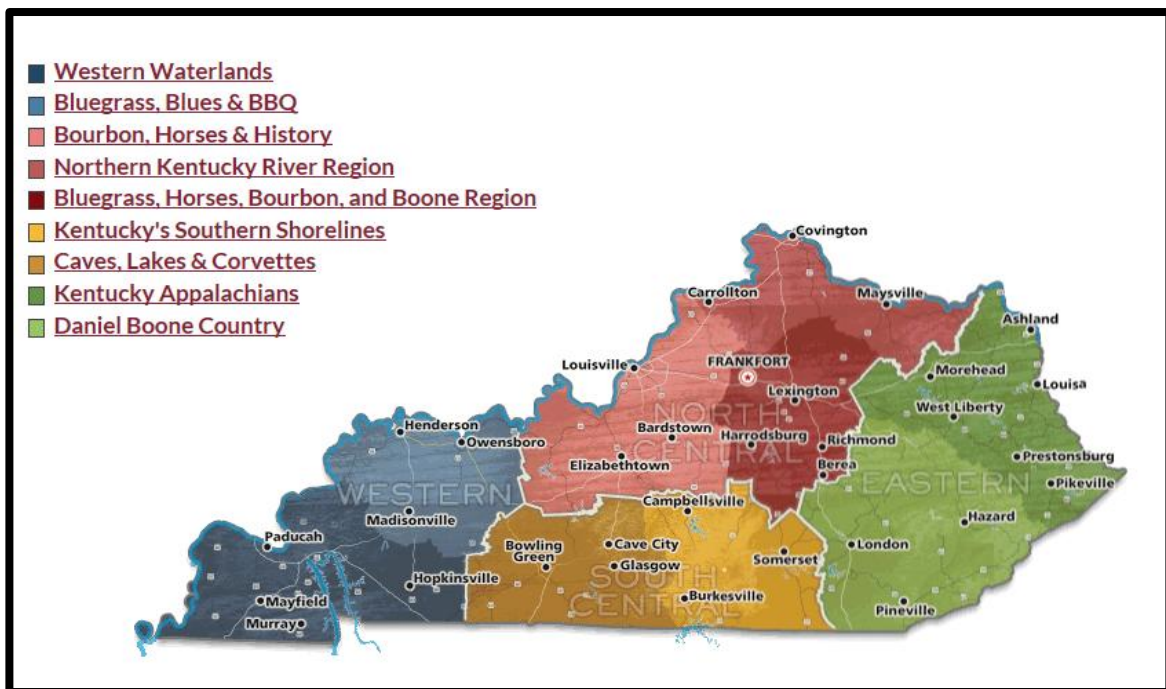 Western Waterlands
Bluegrass, Blues & BBQ
Bourbon, Horses & History
Northern Kentucky River Region
Bluegrass, Horses, Bourbon, and Boone Region
Kentucky's Southern Shorelines
Caves, Lakes & Corvettes
Kentucky Appalachians
Daniel Boone Country
Covington
Carrollton
Maysville
Ashland
Louisville
FRANKFORT
Morehead
Louisa
Lexington
West Liberty
NORTH
CENTRAL
Henderson
Owensboro
Bardstown
Harrodsburg
Richmond
Elizabethtown
Berea
Prestonsburg
EASTERN
Pikeville
WESTERN
Campbellsville
Madisonville
Hazard
Paducah
Bowling
Green
Cave City
Somerset
London
Glasgow
SOUTH
CENTRAL
Hopkinsville
Mayfield
Burkesville
Pineville
Murray